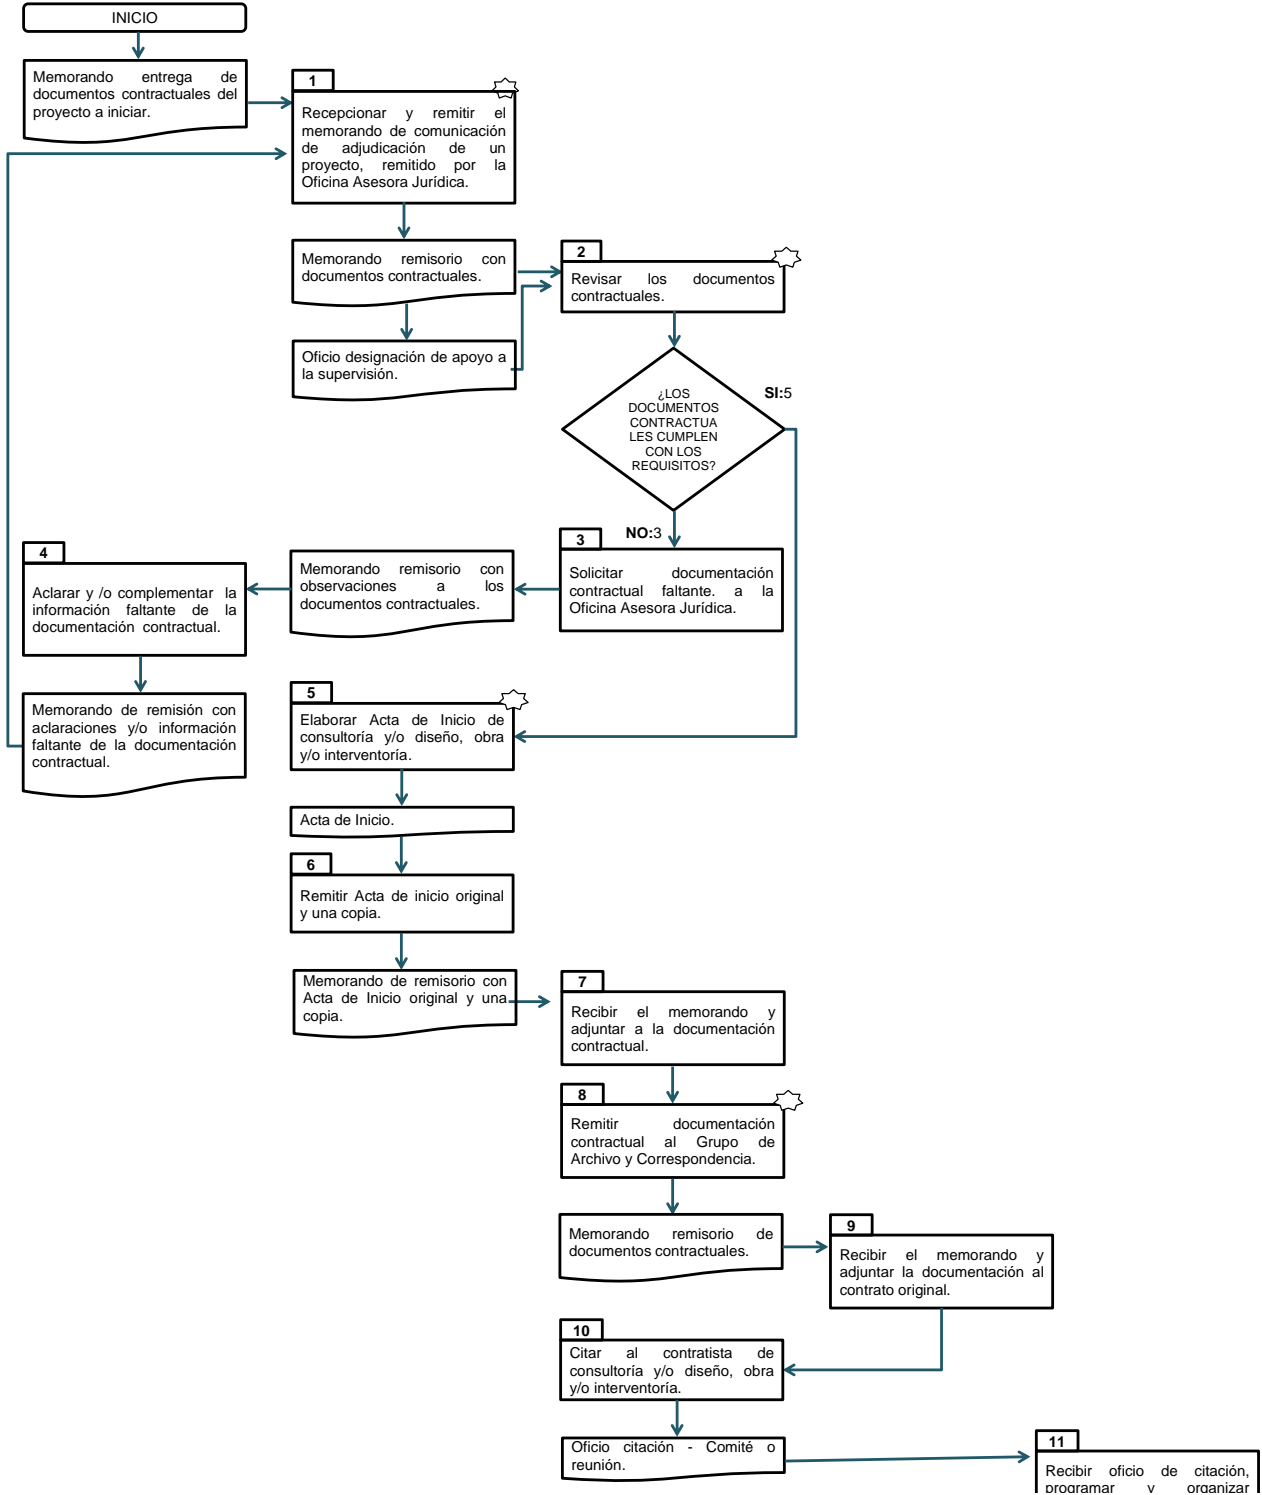 INICIO
Memorando entrega de
documentos contractuales del
proyecto a iniciar.
1
Recepcionar y remitir el
memorando de comunicación
de adjudicación de un
proyecto, remitido por la
Oficina Asesora Jurídica.
Memorando remisorio con
documentos contractuales.
Oficio designación de apoyo a
la supervisión.
2
Revisar los documentos
contractuales.
¿LOS
DOCUMENTOS
CONTRACTUA
LES CUMPLEN
CON LOS
REQUISITOS?
SI:5
NO:3
3
Solicitar documentación
contractual faltante. a la
Oficina Asesora Jurídica.
Memorando remisorio con
observaciones a los
documentos contractuales.
4
Aclarar y /o complementar la
información faltante de la
documentación contractual.
Memorando de remisión con
aclaraciones y/o información
faltante de la documentación
contractual.
5
Elaborar Acta de Inicio de
consultoría y/o diseño, obra
y/o interventoría.
Acta de Inicio.
6
Remitir Acta de inicio original
y una copia.
Memorando de remisorio con
Acta de Inicio original y una
copia.
7
Recibir el memorando y
adjuntar a la documentación
contractual.
8
Remitir documentación
contractual al Grupo de
Archivo y Correspondencia.
Memorando remisorio de
documentos contractuales.
9
Recibir el memorando y
adjuntar la documentación al
contrato original.
10
Citar al contratista de
consultoría y/o diseño, obra
y/o interventoría.
Oficio citación - Comité o
reunión.
11
Recibir oficio de citación,
programar y organizar